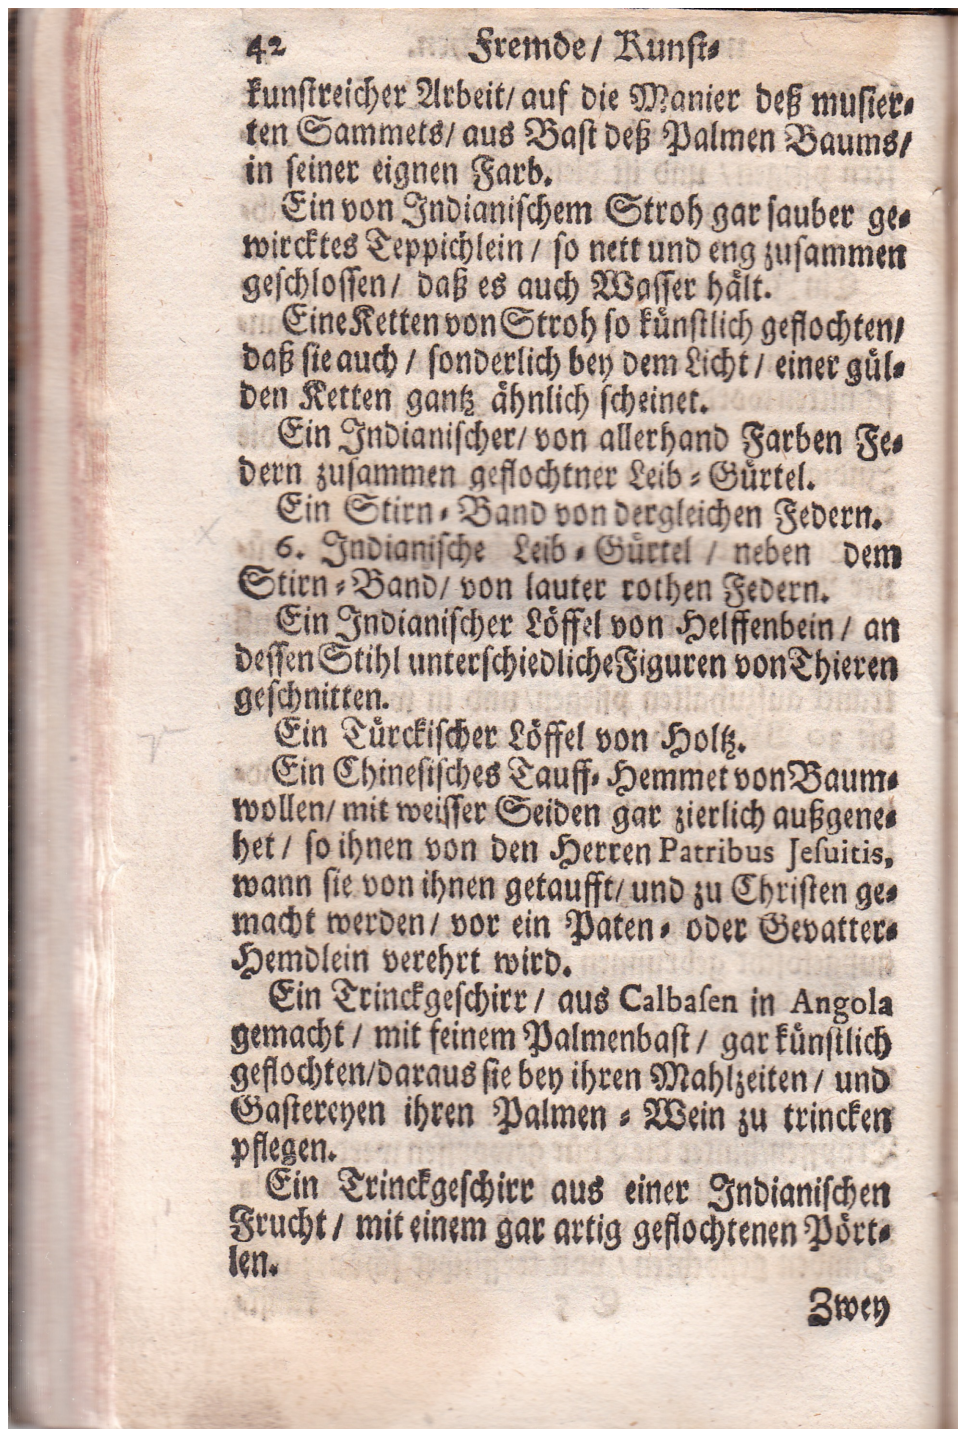 42 Fremde/ Kunst-
kunstreicher Arbeit/ auf die Manier deß musier-
ten Sammets/ aus Bast deß Palmen Baums/
in seiner eignen Farb.
Ein von Indianischem Stroh gar sauber ge-
wircktes Teppichlein / so nett und eng zusammen
geschlossen/ daß es auch Wasser hält.
Eine Ketten von Stroh so künstlich geflochten/
daß sie auch / sonderlich bey dem Licht / einer gül-
den Ketten gantz ähnlich scheinet.
Ein Indianischer/ von allerhand Farben Fe-
dern zusammen geflochtner Leib-Gürtel.
Ein Stirn-Band von dergleichen Federn.
6. Indianische Leib-Gürtel / neben dem
Stirn-Band/ von lauter rothen Federn.
Ein Indianischer Löffel von Helffenbein / an
dessen Stihl unterschiedliche Figuren von Thieren
geschnitten.
Ein Türckischer Löffel von Holtz.
Ein Chinesisches Tauff-Hemmet von Baum-
wollen/ mit weisser Seiden gar zierlich außgene-
het / so ihnen von den Herren Patribus Jesuitis,
wann sie von ihnen getaufft/ und zu Christen ge-
macht werden/ vor ein Paten- oder Gevatter-
Hemdlein verehrt wird.
Ein Trinckgeschirr / aus Calbasen in Angola
gemacht / mit feinem Palmenbast / gar künstlich
geflochten/daraus sie bey ihren Mahlzeiten / und
Gastereyen ihren Palmen-Wein zu trincken
pflegen.
Ein Trinckgeschirr aus einer Indianischen
Frucht / mit einem gar artig geflochtenen Pört-
len.
Zwey